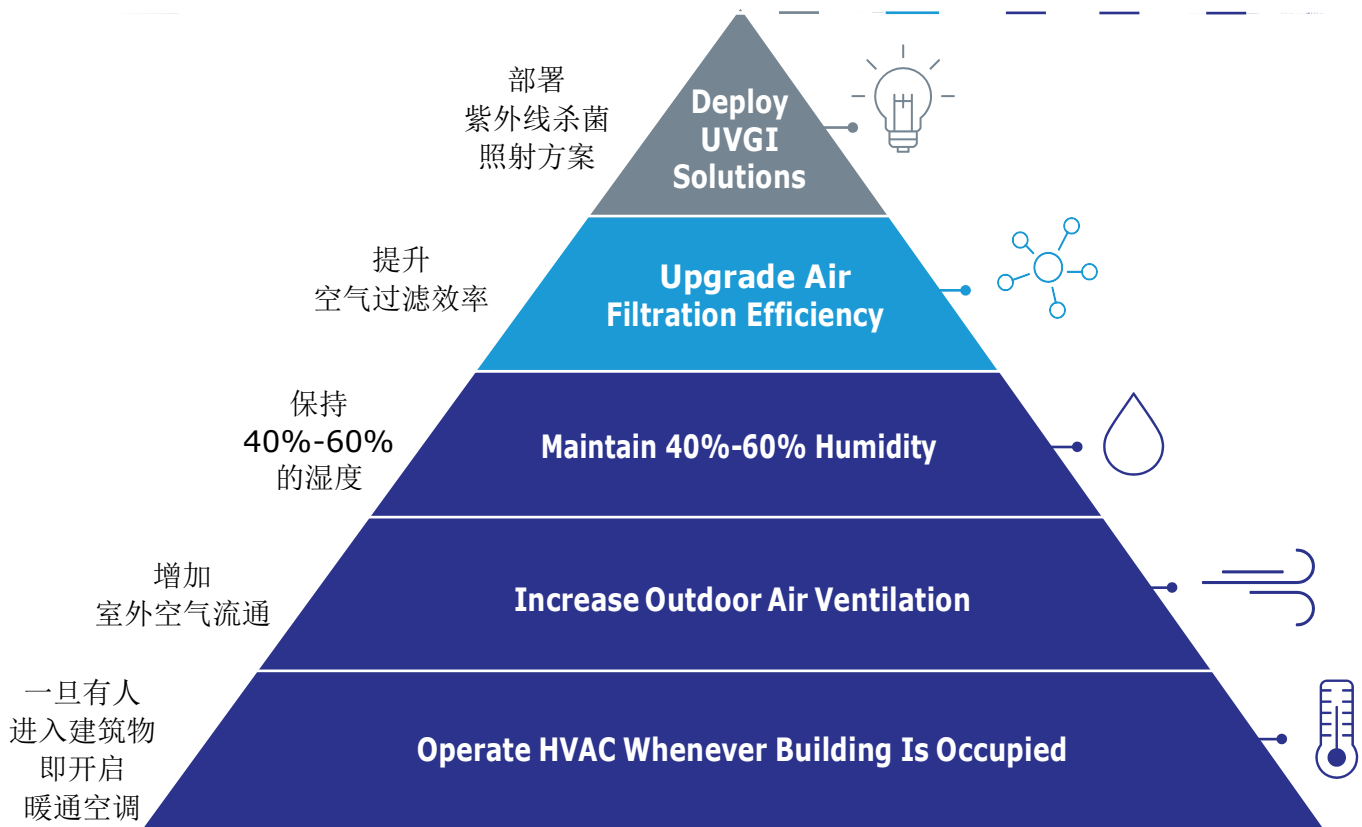 部署
紫外线杀菌
照射方案
Deploy
UVGI
Solutions
提升
空气过滤效率
Upgrade Air
Filtration Efficiency
保持
40%-60%
的湿度
Maintain 40%-60% Humidity
增加
室外空气流通
Increase Outdoor Air Ventilation
一旦有人
进入建筑物
即开启
暖通空调
Operate HVAC Whenever Building Is Occupied